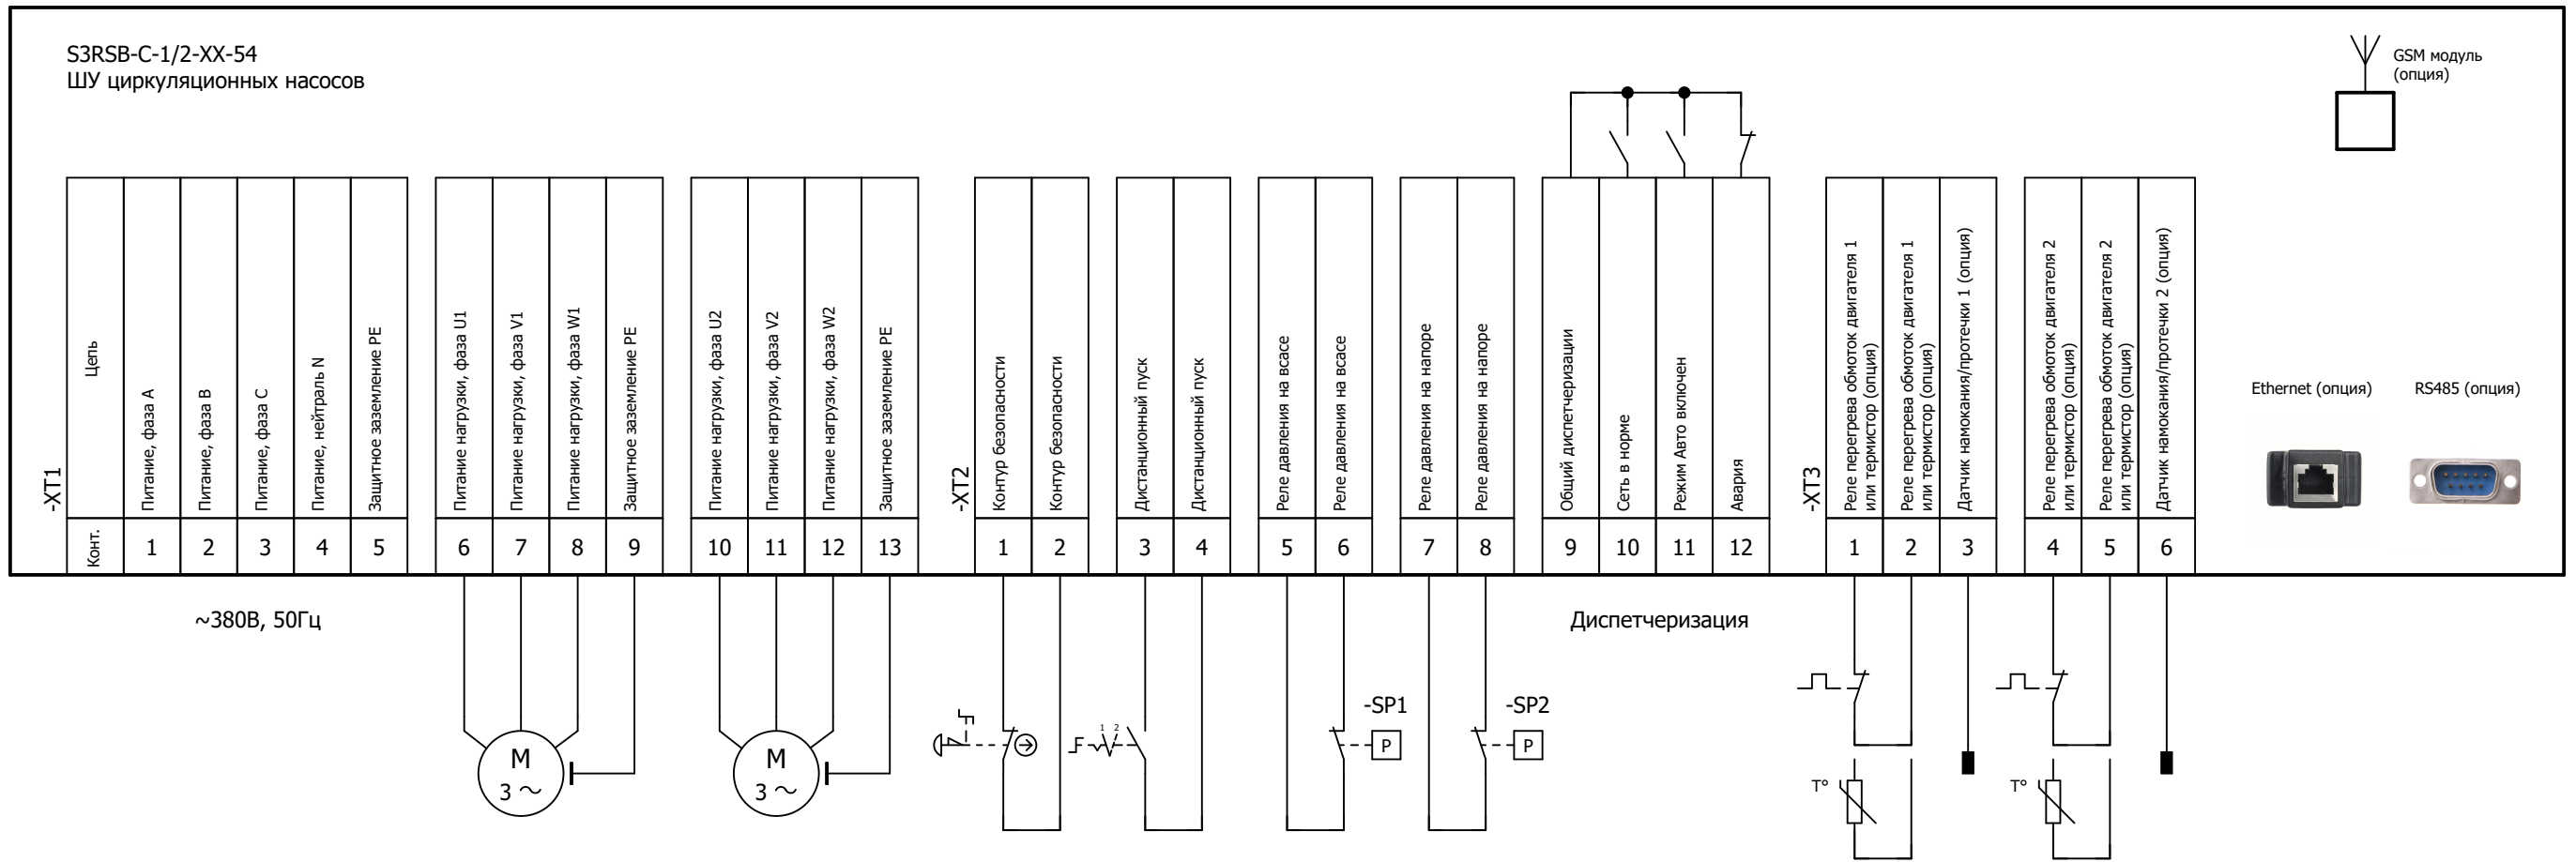 S3RSB-C-1/2-XX-54
ШУ циркуляционных насосов
GSM модуль
(опция)
-XT1
Цепь
Питание, фаза A
Питание, фаза B
Питание, фаза C
Питание, нейтраль N
Защитное заземление PE
Питание нагрузки, фаза U1
Питание нагрузки, фаза V1
Питание нагрузки, фаза W1
Защитное заземление PE
Питание нагрузки, фаза U2
Питание нагрузки, фаза V2
Питание нагрузки, фаза W2
Защитное заземление PE
-XT2
Контур безопасности
Контур безопасности
Дистанционный пуск
Дистанционный пуск
Реле давления на всасе
Реле давления на всасе
Реле давления на напоре
Реле давления на напоре
Общий диспетчеризации
Сеть в норме
Режим Авто включен
Авария
-XT3
Реле перегрева обмоток двигателя 1
или термистор (опция)
Реле перегрева обмоток двигателя 1
или термистор (опция)
Датчик намокания/протечки 1 (опция)
Реле перегрева обмоток двигателя 2
или термистор (опция)
Реле перегрева обмоток двигателя 2
или термистор (опция)
Датчик намокания/протечки 2 (опция)
Ethernet (опция)
RS485 (опция)
Конт.
1 2 3 4 5 6 7 8 9 10 11 12 13
1 2 3 4 5 6 7 8 9 10 11 12
1 2 3 4 5 6
~380В, 50Гц
Диспетчеризация
M
3 ~
M
3 ~
1 2
-SP1
P
-SP2
P
T°
T°